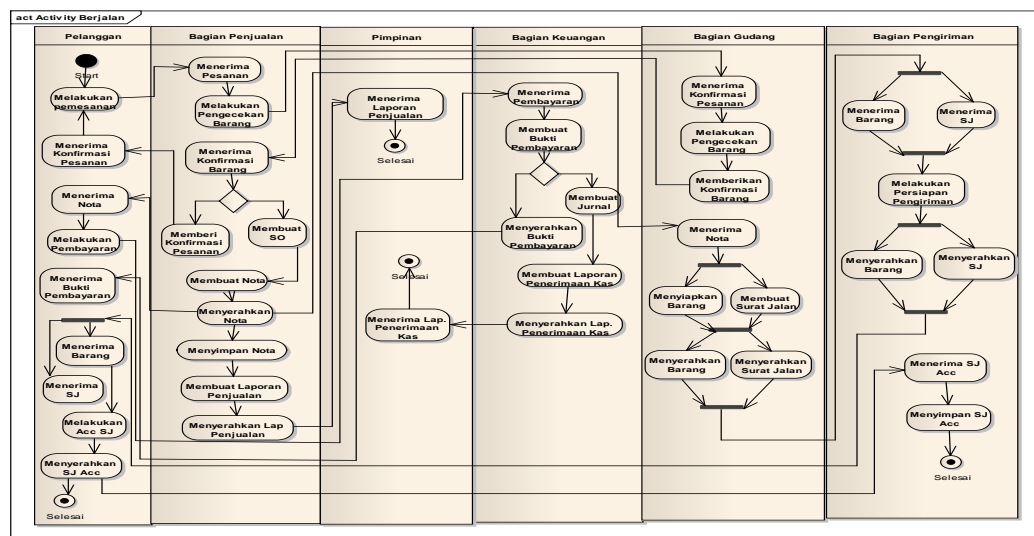 act Activity Berjalan
Pelanggan
Start
Melakukan
pemesanan
Menerima
Konfirmasi
Pesanan
Menerima
Nota
Melakukan
Pembayaran
Menerima
Bukti
Pembayaran
Menerima
Barang
Menerima
SJ
Melakukan
Acc SJ
Menyerahkan
SJ Acc
Selesai
Bagian Penjualan
Menerima
Pesanan
Melakukan
Pengecekan
Barang
Menerima
Konfirmasi
Barang
Memberi
Konfirmasi
Pesanan
Membuat
SO
Membuat Nota
Menyerahkan
Nota
Menyimpan Nota
Membuat Laporan
Penjualan
Menyerahkan Lap
Penjualan
Pimpinan
Menerima
Laporan
Penjualan
Selesai
Selesai
Menerima Lap.
Penerimaan
Kas
Bagian Keuangan
Menerima
Pembayaran
Membuat
Bukti
Pembayaran
Membuat
Jurnal
Menyerahkan
Bukti
Pembayaran
Membuat Laporan
Penerimaan Kas
Menyerahkan Lap.
Penerimaan Kas
Bagian Gudang
Menerima
Konfirmasi
Pesanan
Melakukan
Pengecekan
Barang
Memberikan
Konfirmasi
Barang
Menerima
Nota
Menyiapkan
Barang
Membuat
Surat Jalan
Menyerahkan
Barang
Menyerahkan
Surat Jalan
Bagian Pengiriman
Menerima
Barang
Menerima
SJ
Melakukan
Persiapan
Pengiriman
Menyerahkan
Barang
Menyerahkan
SJ
Menerima SJ
Acc
Menyimpan SJ
Acc
Selesai